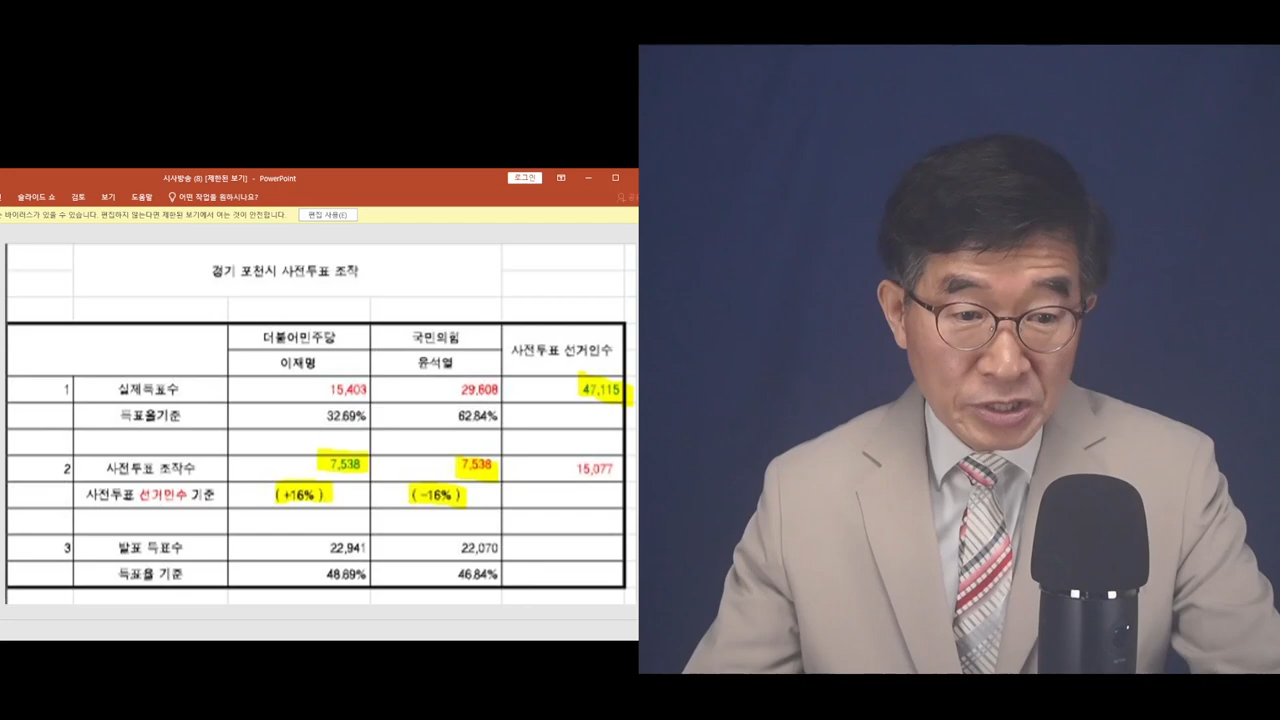 시사방송 (8) [제한된 보기] - PowerPoint
로그인
슬라이드 쇼 검토 보기 도움말 어떤 작업을 원하시나요?
바이러스가 있을 수 있습니다. 편집하지 않는다면 제한된 보기에서 여는 것이 안전합니다. 편집 사용(E)
경기 포천시 사전투표 조작
더불어민주당 국민의힘 사전투표 선거인수
이재명 윤석열
1 실제득표수 15,403 29,608 47,115
득표율기준 32.69% 62.84%
2 사전투표 조작수 7,538 7,538 15,077
사전투표 선거인수 기준 (+16%) (-16%)
3 발표 득표수 22,941 22,070
득표율 기준 48.69% 46.84%